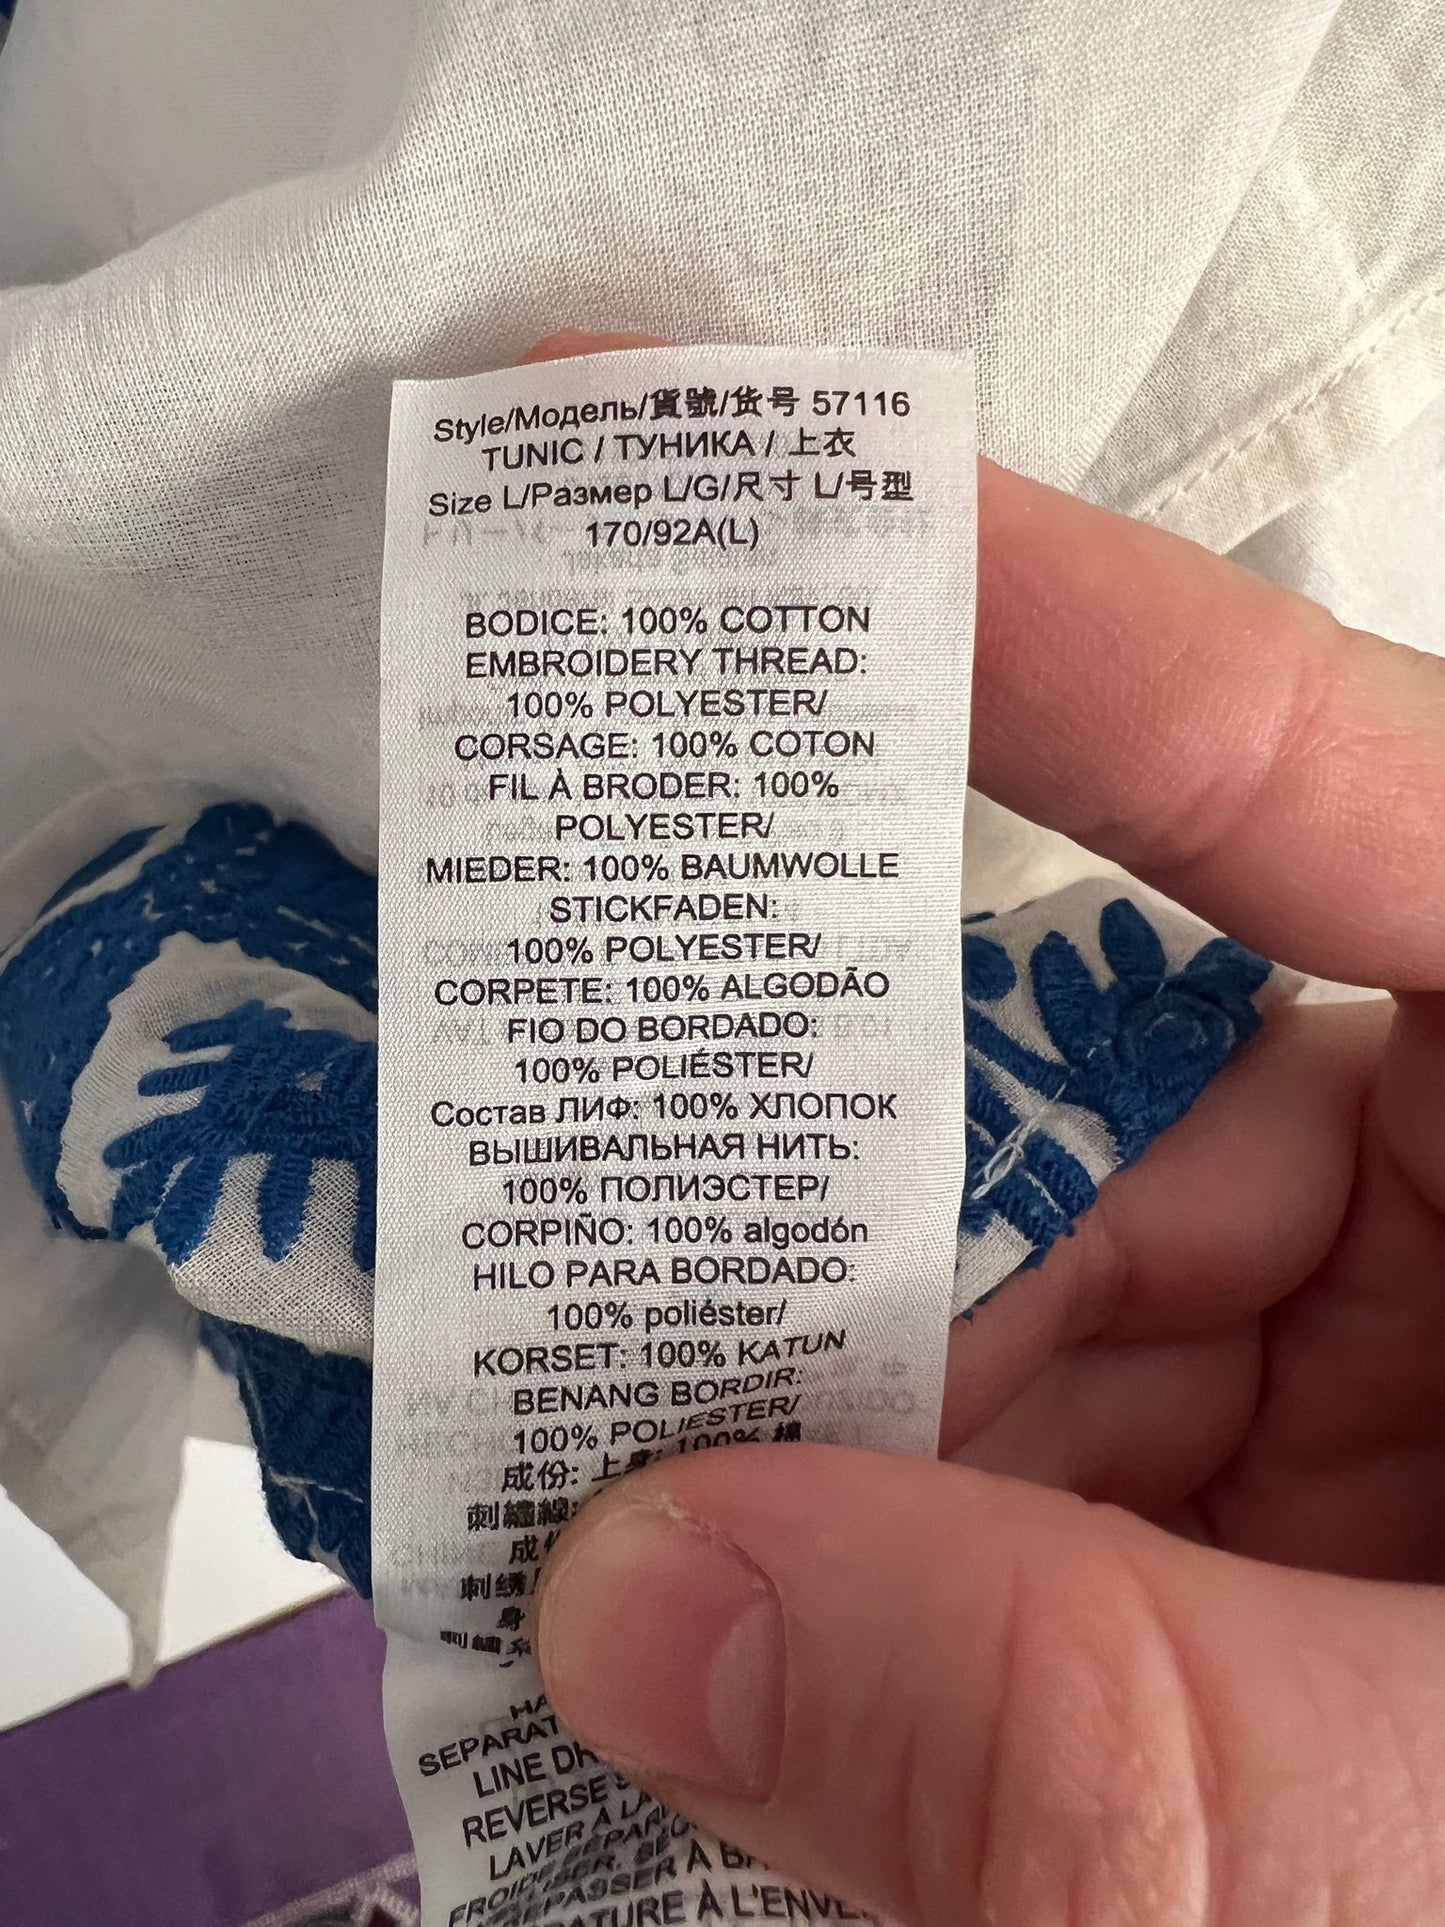 Style/Модель/貨號/货号 57116
TUNIC / ТУНИКА / 上衣
Size L/Размер L/G/尺寸 L/号型
170/92A(L)
BODICE: 100% COTTON
EMBROIDERY THREAD:
100% POLYESTER/
CORSAGE: 100% COTON
FIL À BRODER: 100%
POLYESTER/
MIEDER: 100% BAUMWOLLE
STICKFADEN:
100% POLYESTER/
CORPETE: 100% ALGODÃO
FIO DO BORDADO:
100% POLIÉSTER/
Состав ЛИФ: 100% ХЛОПОК
ВЫШИВАЛЬНАЯ НИТЬ:
100% ПОЛИЭСТЕР/
CORPIÑO: 100% algodón
HILO PARA BORDADO:
100% poliéster/
KORSET: 100% KATUN
BENANG BORDIR:
100% POLIESTER/
成份: 上身: 100% 棉
刺繡線:
成
刺绣
身
LINE
REVERSE
LAVER À
FROIDE
REPASSER À
À L'ENVE